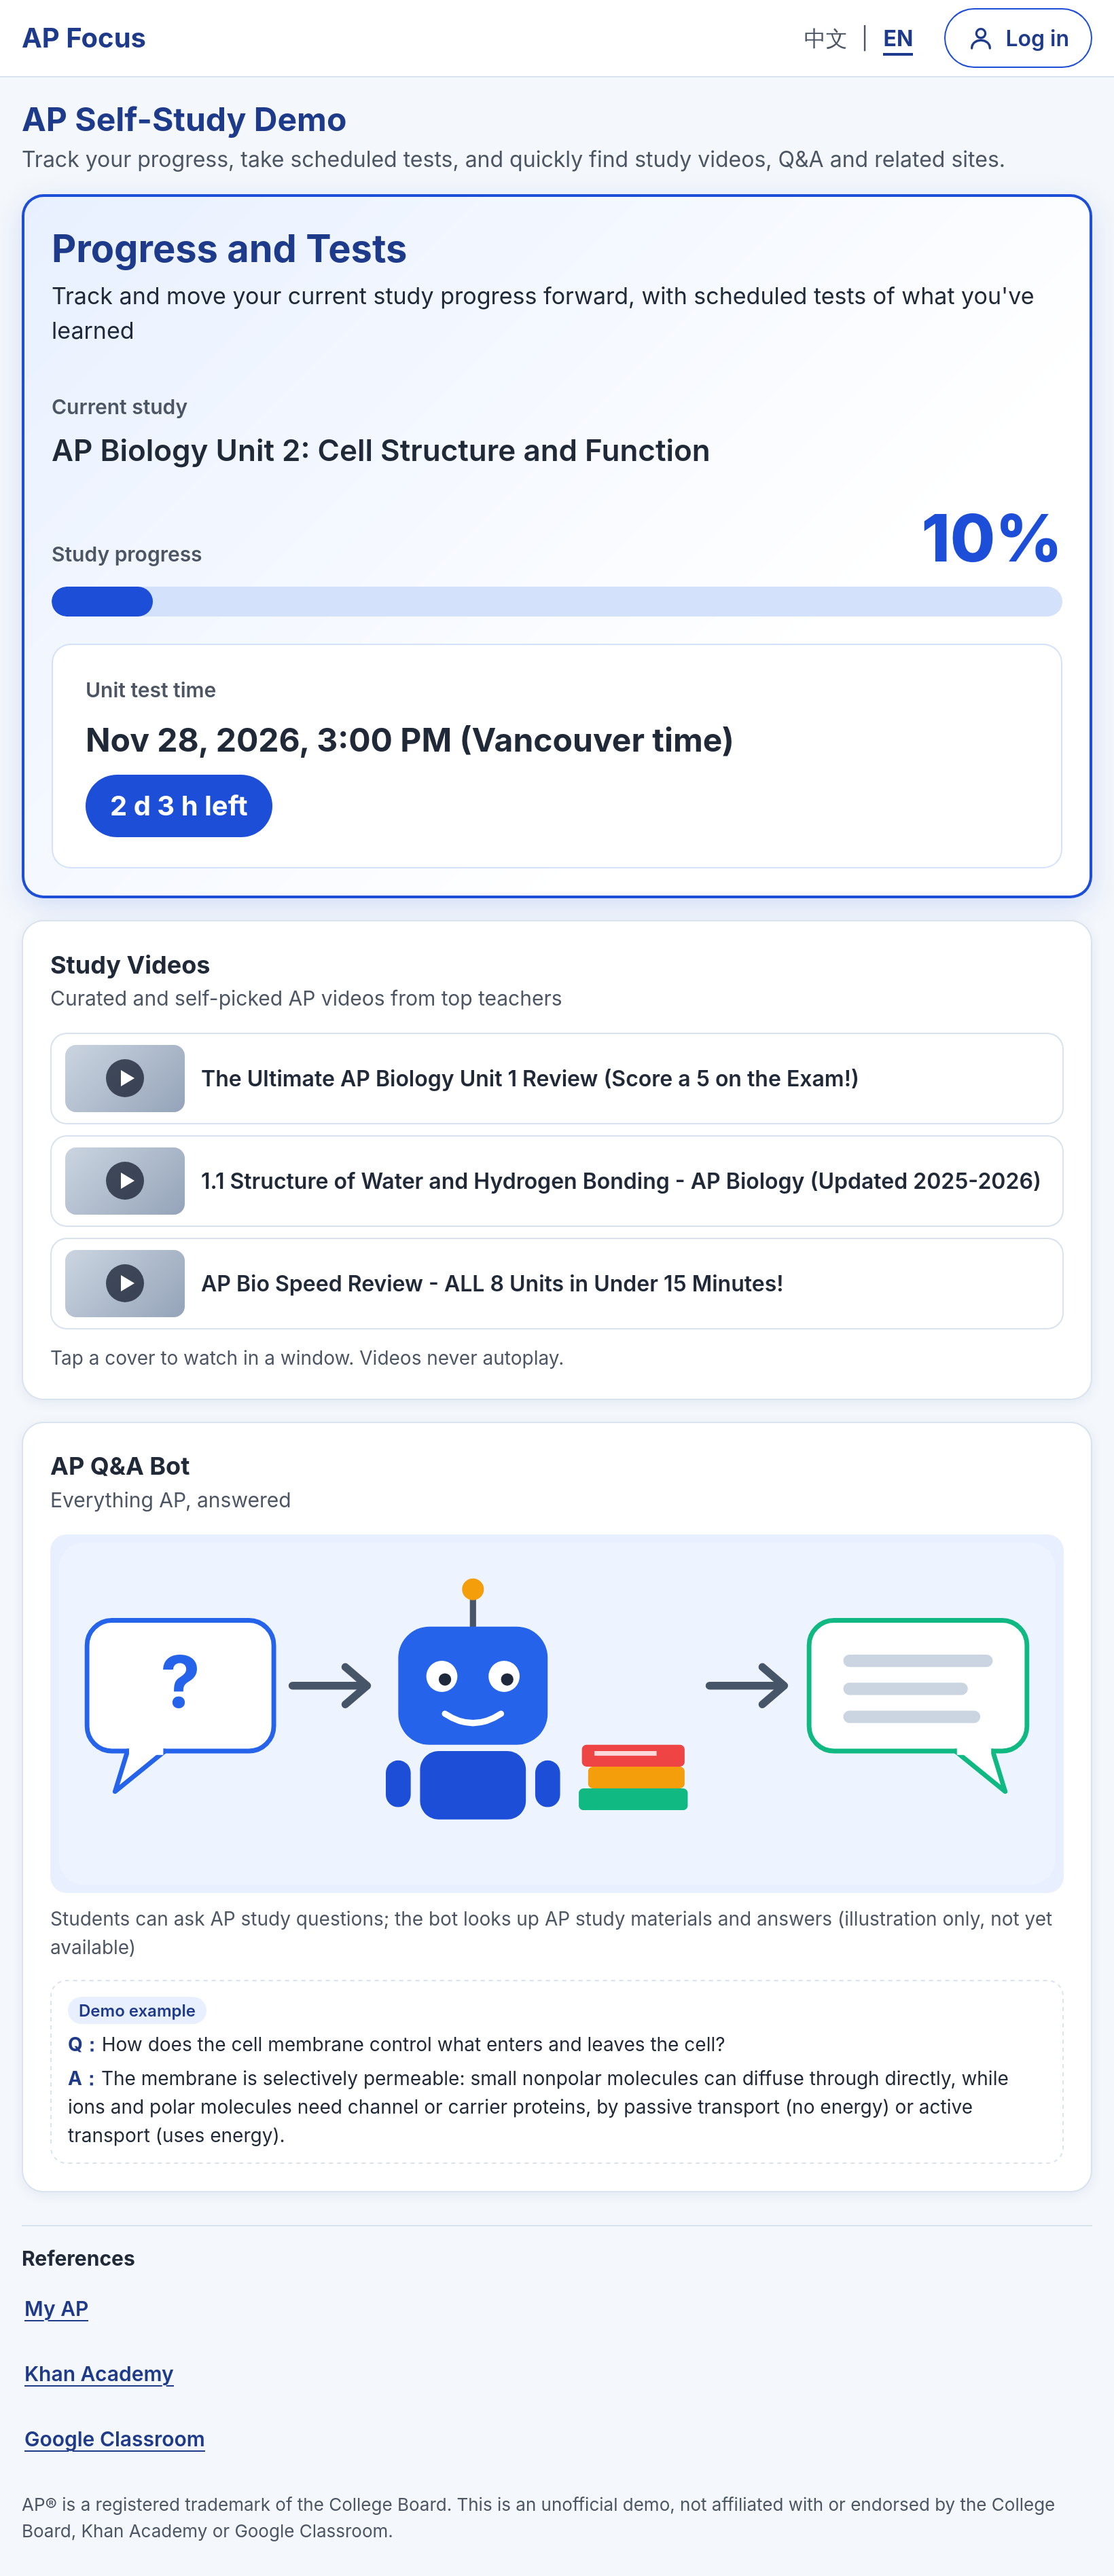 AP Focus
中文 | EN
Log in
AP Self-Study Demo
Track your progress, take scheduled tests, and quickly find study videos, Q&A and related sites.
Progress and Tests
Track and move your current study progress forward, with scheduled tests of what you've
learned
Current study
AP Biology Unit 2: Cell Structure and Function
Study progress
10%
Unit test time
Nov 28, 2026, 3:00 PM (Vancouver time)
2 d 3 h left
Study Videos
Curated and self-picked AP videos from top teachers
The Ultimate AP Biology Unit 1 Review (Score a 5 on the Exam!)
1.1 Structure of Water and Hydrogen Bonding - AP Biology (Updated 2025-2026)
AP Bio Speed Review - ALL 8 Units in Under 15 Minutes!
Tap a cover to watch in a window. Videos never autoplay.
AP Q&A Bot
Everything AP, answered
?
Students can ask AP study questions; the bot looks up AP study materials and answers (illustration only, not yet
available)
Demo example
Q：How does the cell membrane control what enters and leaves the cell?
A：The membrane is selectively permeable: small nonpolar molecules can diffuse through directly, while
ions and polar molecules need channel or carrier proteins, by passive transport (no energy) or active
transport (uses energy).
References
My AP
Khan Academy
Google Classroom
AP® is a registered trademark of the College Board. This is an unofficial demo, not affiliated with or endorsed by the College
Board, Khan Academy or Google Classroom.